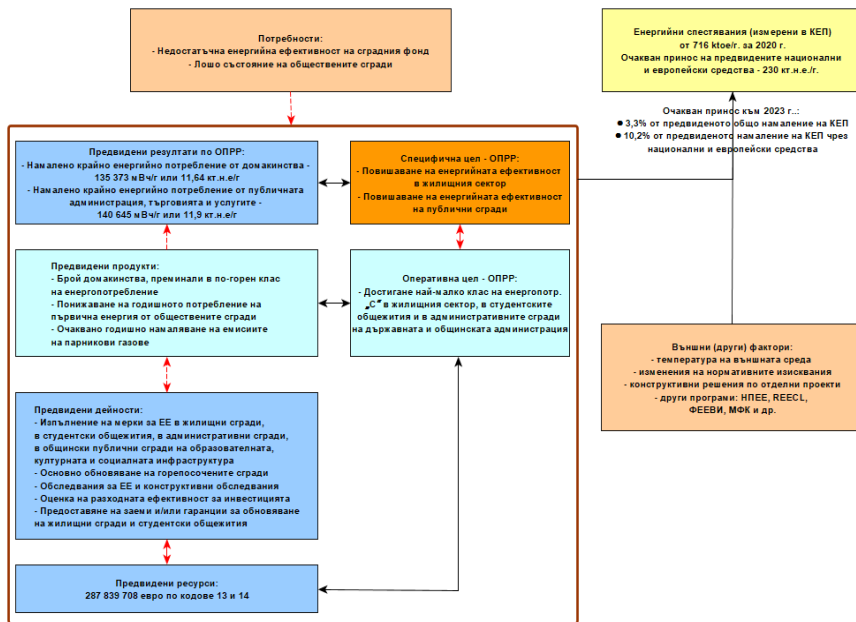 Потребности:
- Недостатъчна енергийна ефективност на сградния фонд
- Лошо състояние на обществените сгради
Енергийни спестявания (измерени в КЕП)
от 716 ktoe/г. за 2020 г.
Очакван принос на предвидените национални
и европейски средства - 230 кт.н.е./г.
Очакван принос към 2023 г..:
● 3,3% от предвиденото общо намаление на КЕП
● 10,2% от предвиденото намаление на КЕП чрез
национални и европейски средства
Предвидени резултати по ОПРР:
- Намалено крайно енергийно потребление от домакинства -
135 373 мВч/г или 11,64 кт.н.е/г
- Намалено крайно енергийно потребление от публичната
администрация, търговията и услугите -
140 645 мВч/г или 11,9 кт.н.е/г
Специфична цел - ОПРР:
- Повишаване на енергийната ефективност
в жилищния сектор
- Повишаване на енергийната ефективност
на публични сгради
Предвидени продукти:
- Брой домакинства, преминали в по-горен клас
на енергопотребление
- Понижаване на годишното потребление на
първична енергия от обществените сгради
- Очаквано годишно намаляване на емисиите
на парникови газове
Оперативна цел - ОПРР:
- Достигане най-малко клас на енергопотр.
„С” в жилищния сектор, в студентските
общежития и в административните сгради
на държавната и общинската администрация
Външни (други) фактори:
- температура на външната среда
- изменения на нормативните изисквания
- конструктивни решения по отделни проекти
- други програми: НПЕЕ, REECL,
ФЕЕВИ, МФК и др.
Предвидени дейности:
- Изпълнение на мерки за ЕЕ в жилищни сгради,
в студентски общежития, в административни сгради,
в общински публични сгради на образователната,
културната и социалната инфраструктура
- Основно обновяване на горепосочените сгради
- Обследвания за ЕЕ и конструктивни обследвания
- Оценка на разходната ефективност за инвестицията
- Предоставяне на заеми и/или гаранции за обновяване
на жилищни сгради и студентски общежития
Предвидени ресурси:
287 839 708 евро по кодове 13 и 14